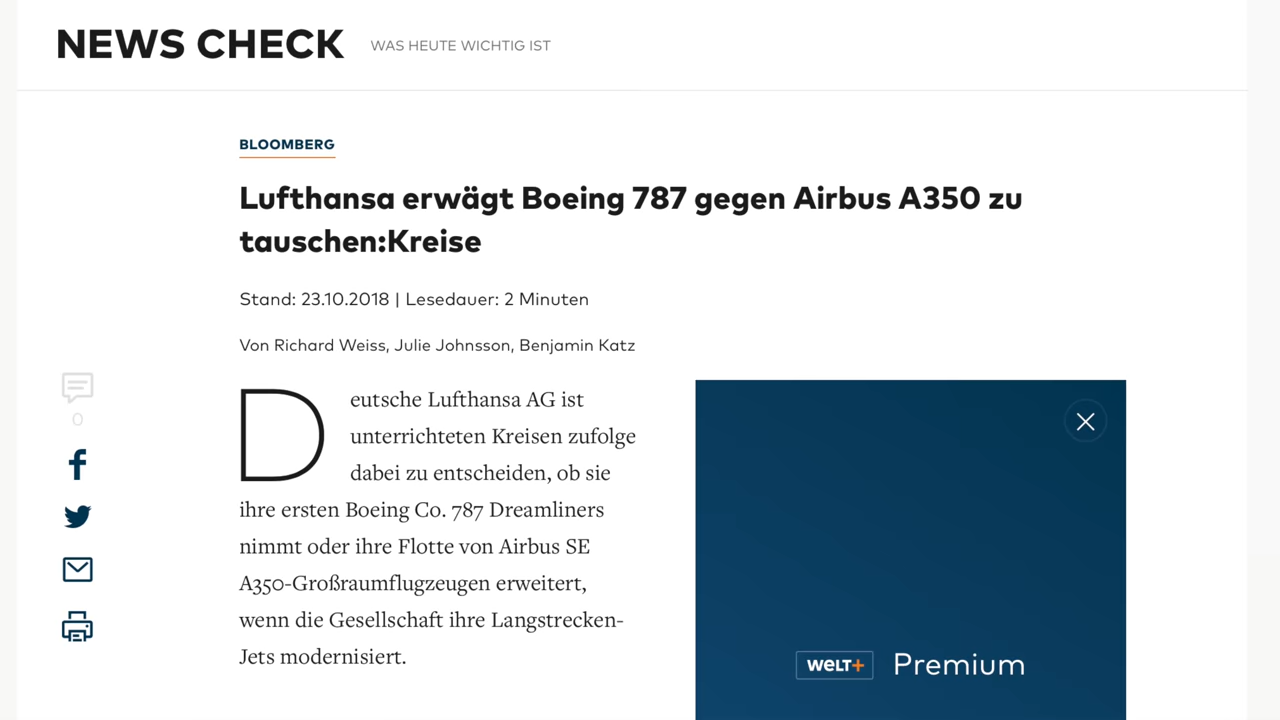 NEWS CHECK WAS HEUTE WICHTIG IST
BLOOMBERG
Lufthansa erwägt Boeing 787 gegen Airbus A350 zu
tauschen:Kreise
Stand: 23.10.2018 | Lesedauer: 2 Minuten
Von Richard Weiss, Julie Johnsson, Benjamin Katz
0
Deutsche Lufthansa AG ist
unterrichteten Kreisen zufolge
dabei zu entscheiden, ob sie
ihre ersten Boeing Co. 787 Dreamliners
nimmt oder ihre Flotte von Airbus SE
A350-Großraumflugzeugen erweitert,
wenn die Gesellschaft ihre Langstrecken-
Jets modernisiert.
WELT+ Premium